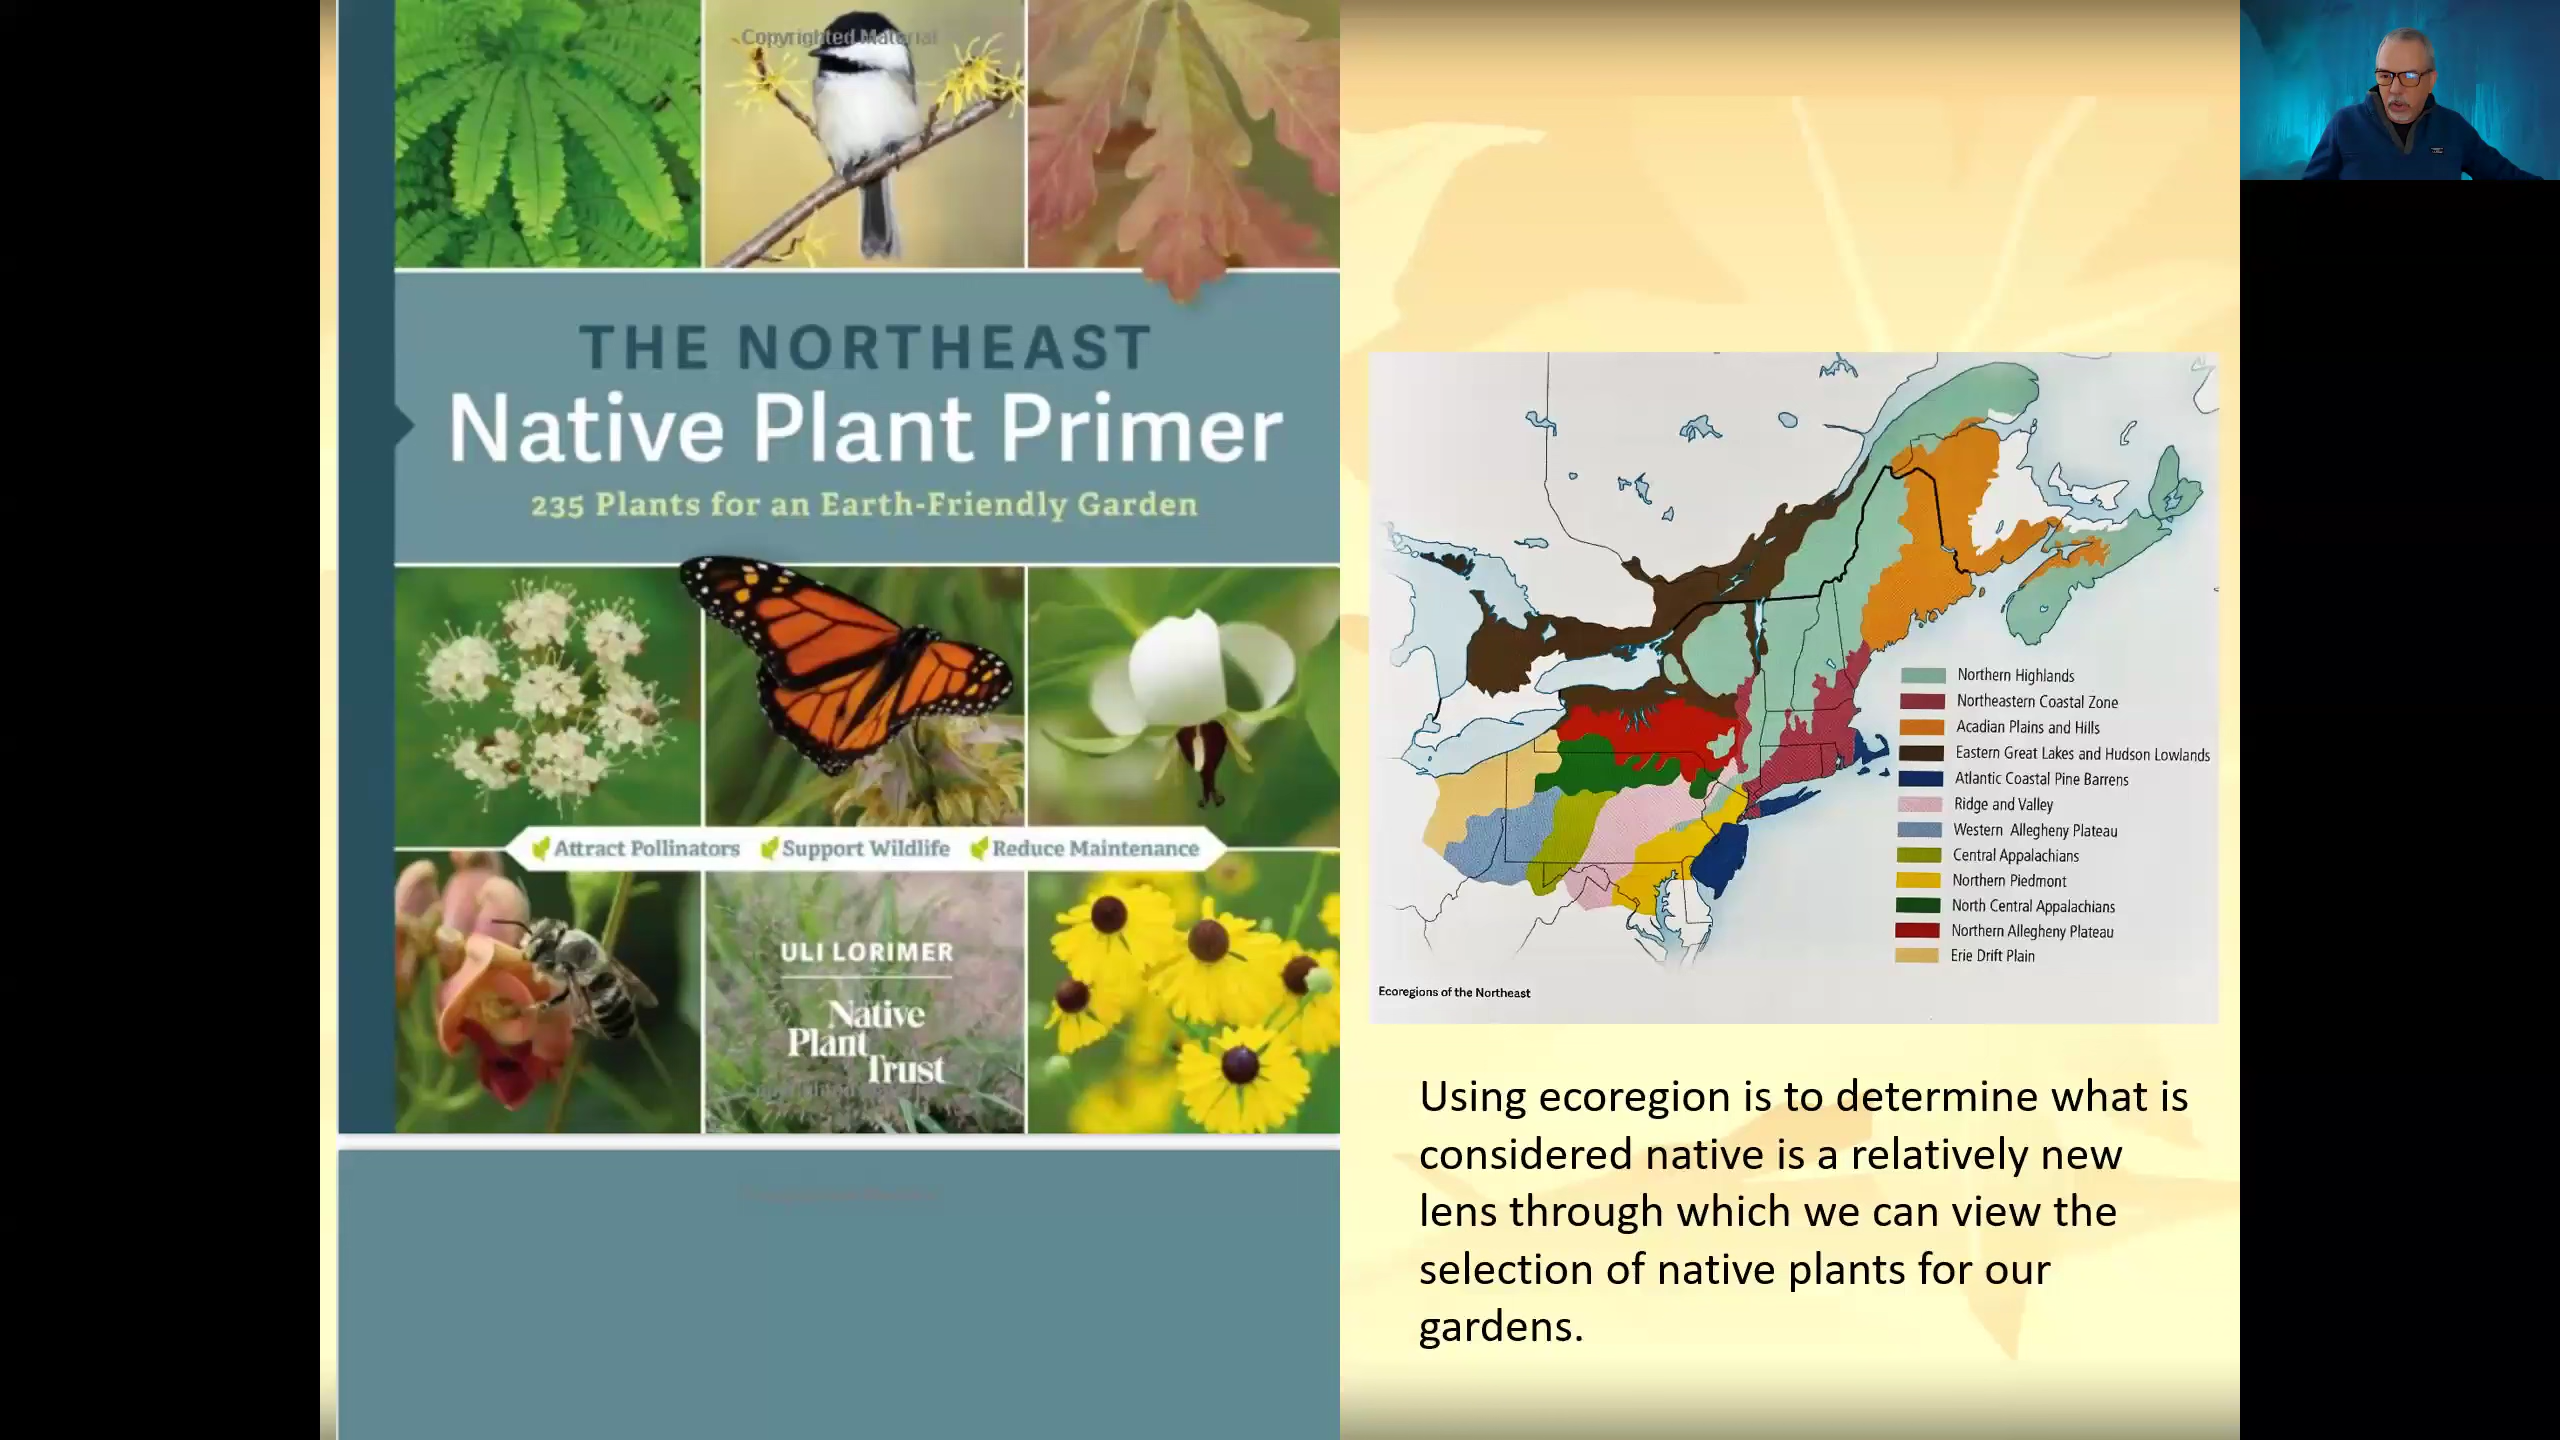 Copyrighted Material
THE NORTHEAST
Native Plant Primer
235 Plants for an Earth-Friendly Garden
Attract Pollinators Support Wildlife Reduce Maintenance
ULI LORIMER
Native
Plant
Trust
Northern Highlands
Northeastern Coastal Zone
Acadian Plains and Hills
Eastern Great Lakes and Hudson Lowlands
Atlantic Coastal Pine Barrens
Ridge and Valley
Western Allegheny Plateau
Central Appalachians
Northern Piedmont
North Central Appalachians
Northern Allegheny Plateau
Erie Drift Plain
Ecoregions of the Northeast
Using ecoregion is to determine what is
considered native is a relatively new
lens through which we can view the
selection of native plants for our
gardens.